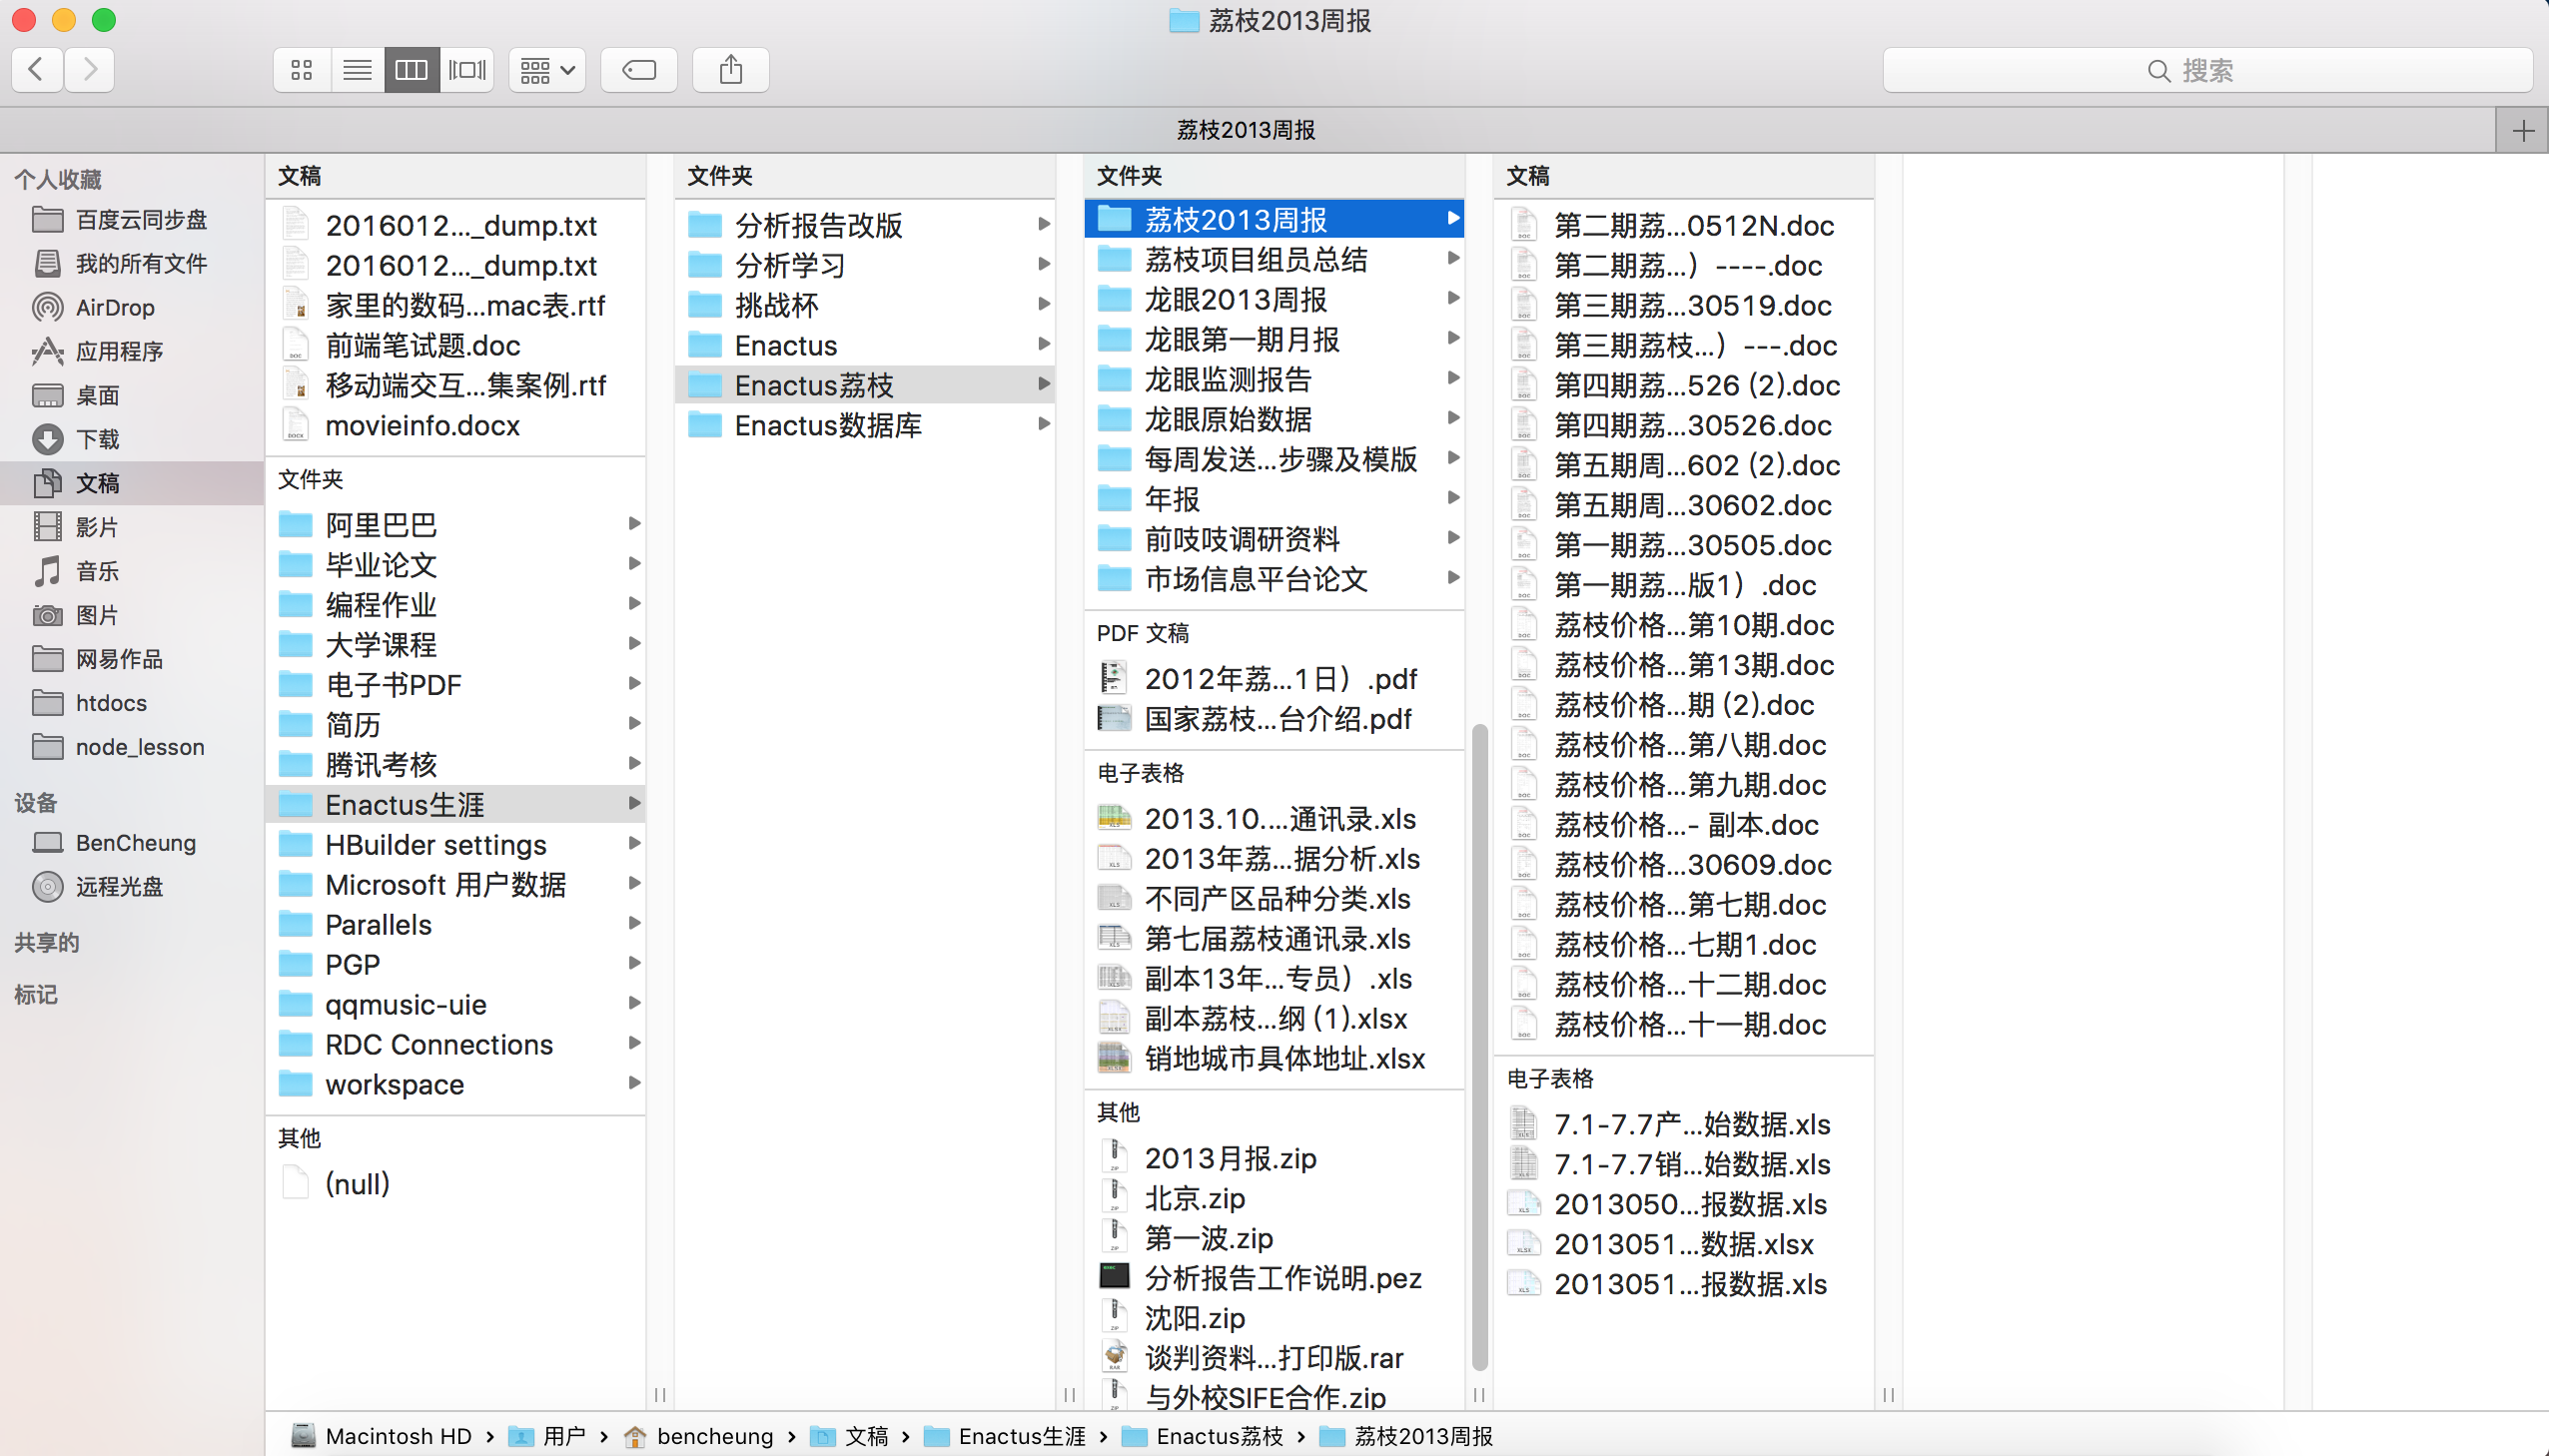 荔枝2013周报
搜索
荔枝2013周报
个人收藏
百度云同步盘
我的所有文件
AirDrop
应用程序
桌面
下载
文稿
影片
音乐
图片
网易作品
htdocs
node_lesson
设备
BenCheung
远程光盘
共享的
标记
文稿
2016012..._dump.txt
2016012..._dump.txt
家里的数码...mac表.rtf
前端笔试题.doc
移动端交互...集案例.rtf
movieinfo.docx
文件夹
阿里巴巴
毕业论文
编程作业
大学课程
电子书PDF
简历
腾讯考核
Enactus生涯
HBuilder settings
Microsoft 用户数据
Parallels
PGP
qqmusic-uie
RDC Connections
workspace
其他
(null)
文件夹
分析报告改版
分析学习
挑战杯
Enactus
Enactus荔枝
Enactus数据库
文件夹
荔枝2013周报
荔枝项目组员总结
龙眼2013周报
龙眼第一期月报
龙眼监测报告
龙眼原始数据
每周发送...步骤及模版
年报
前吱吱调研资料
市场信息平台论文
PDF 文稿
2012年荔...1日）.pdf
国家荔枝...台介绍.pdf
电子表格
2013.10....通讯录.xls
2013年荔...据分析.xls
不同产区品种分类.xls
第七届荔枝通讯录.xls
副本13年...专员）.xls
副本荔枝...纲 (1).xlsx
销地城市具体地址.xlsx
其他
2013月报.zip
北京.zip
第一波.zip
分析报告工作说明.pez
沈阳.zip
谈判资料...打印版.rar
与外校SIFE合作.zip
文稿
第二期荔...0512N.doc
第二期荔...）----.doc
第三期荔...30519.doc
第三期荔枝...）---.doc
第四期荔...526 (2).doc
第四期荔...30526.doc
第五期周...602 (2).doc
第五期周...30602.doc
第一期荔...30505.doc
第一期荔...版1）.doc
荔枝价格...第10期.doc
荔枝价格...第13期.doc
荔枝价格...期 (2).doc
荔枝价格...第八期.doc
荔枝价格...第九期.doc
荔枝价格...- 副本.doc
荔枝价格...30609.doc
荔枝价格...第七期.doc
荔枝价格...七期1.doc
荔枝价格...十二期.doc
荔枝价格...十一期.doc
电子表格
7.1-7.7产...始数据.xls
7.1-7.7销...始数据.xls
2013050...报数据.xls
2013051...数据.xlsx
2013051...报数据.xls
Macintosh HD › 用户 › bencheung › 文稿 › Enactus生涯 › Enactus荔枝 › 荔枝2013周报